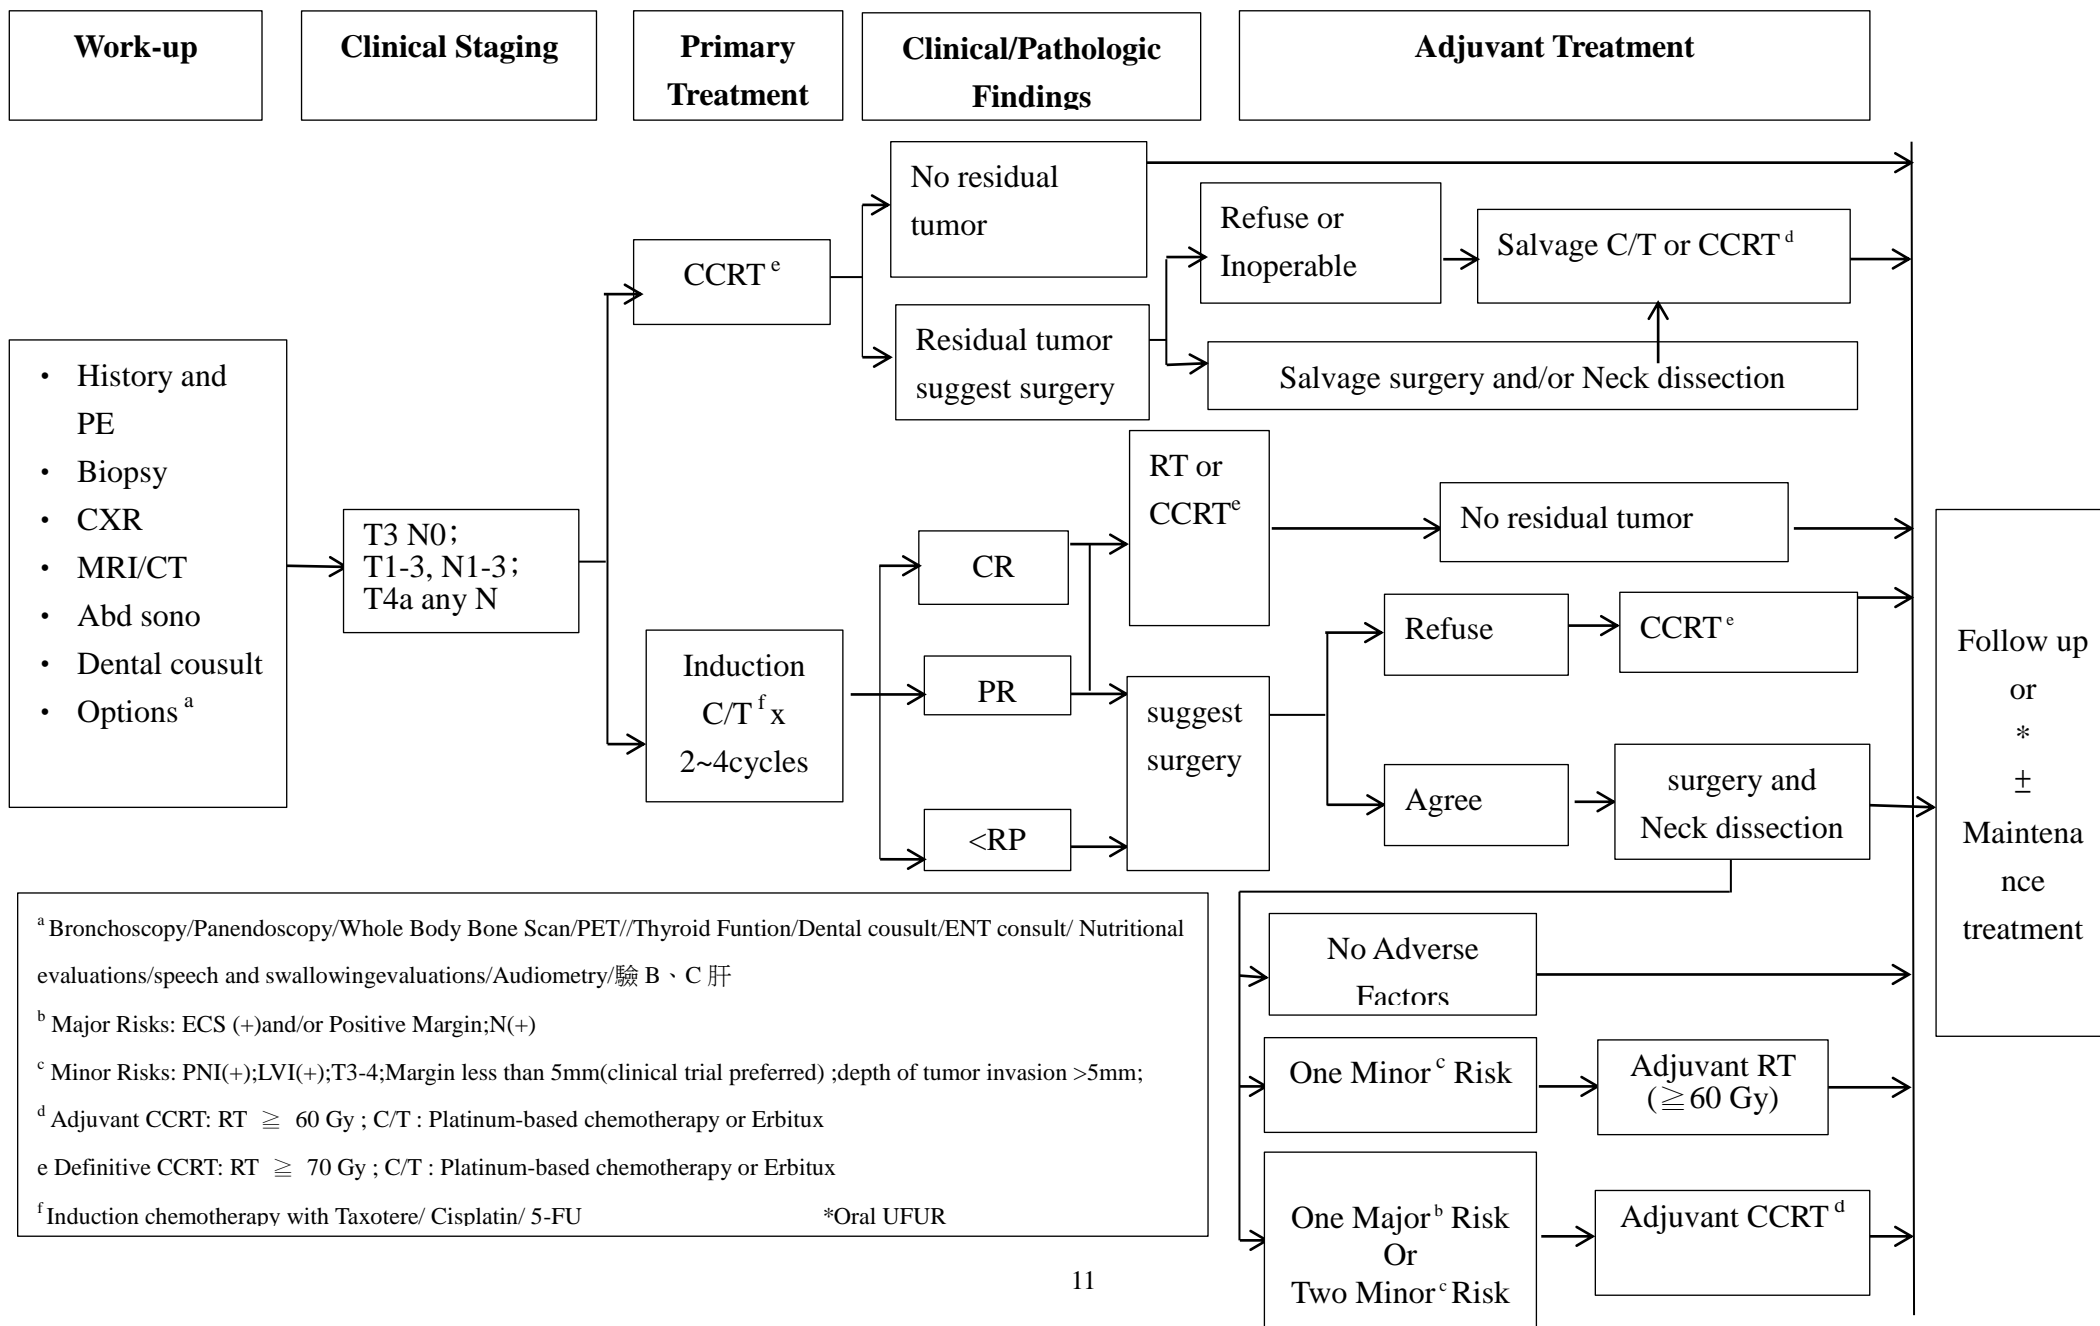 Work-up
Clinical Staging
Primary
Treatment
Clinical/Pathologic
Findings
Adjuvant Treatment
No residual
tumor
CCRT e
Refuse or
Inoperable
Salvage C/T or CCRT d
Residual tumor
suggest surgery
Salvage surgery and/or Neck dissection
• History and
PE
• Biopsy
• CXR
• MRI/CT
• Abd sono
• Dental cousult
• Options a
T3 N0;
T1-3, N1-3;
T4a any N
RT or
CCRTe
No residual tumor
CR
Induction
C/T f x
2~4cycles
PR
<RP
suggest
surgery
Refuse
CCRT e
Agree
surgery and
Neck dissection
Follow up
or
*
±
Maintena
nce
treatment
No Adverse
Factors
One Minor c Risk
Adjuvant RT
(≧60 Gy)
One Major b Risk
Or
Two Minor c Risk
Adjuvant CCRT d
a Bronchoscopy/Panendoscopy/Whole Body Bone Scan/PET//Thyroid Funtion/Dental cousult/ENT consult/ Nutritional
evaluations/speech and swallowingevaluations/Audiometry/驗 B、C 肝
b Major Risks: ECS (+)and/or Positive Margin;N(+)
c Minor Risks: PNI(+);LVI(+);T3-4;Margin less than 5mm(clinical trial preferred) ;depth of tumor invasion >5mm;
d Adjuvant CCRT: RT ≧ 60 Gy ; C/T : Platinum-based chemotherapy or Erbitux
e Definitive CCRT: RT ≧ 70 Gy ; C/T : Platinum-based chemotherapy or Erbitux
f Induction chemotherapy with Taxotere/ Cisplatin/ 5-FU *Oral UFUR
11